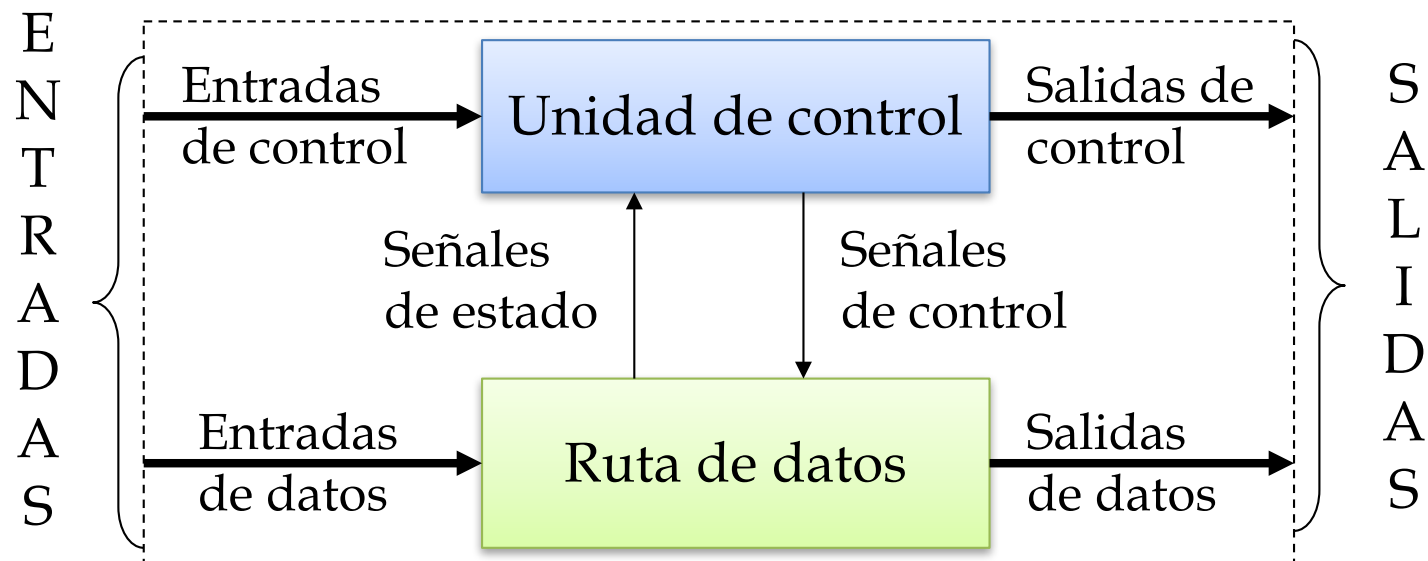 ENTRADAS
Entradas
de control
Unidad de control
Salidas de
control
SALIDAS
Señales
de estado
Señales
de control
Entradas
de datos
Ruta de datos
Salidas
de datos